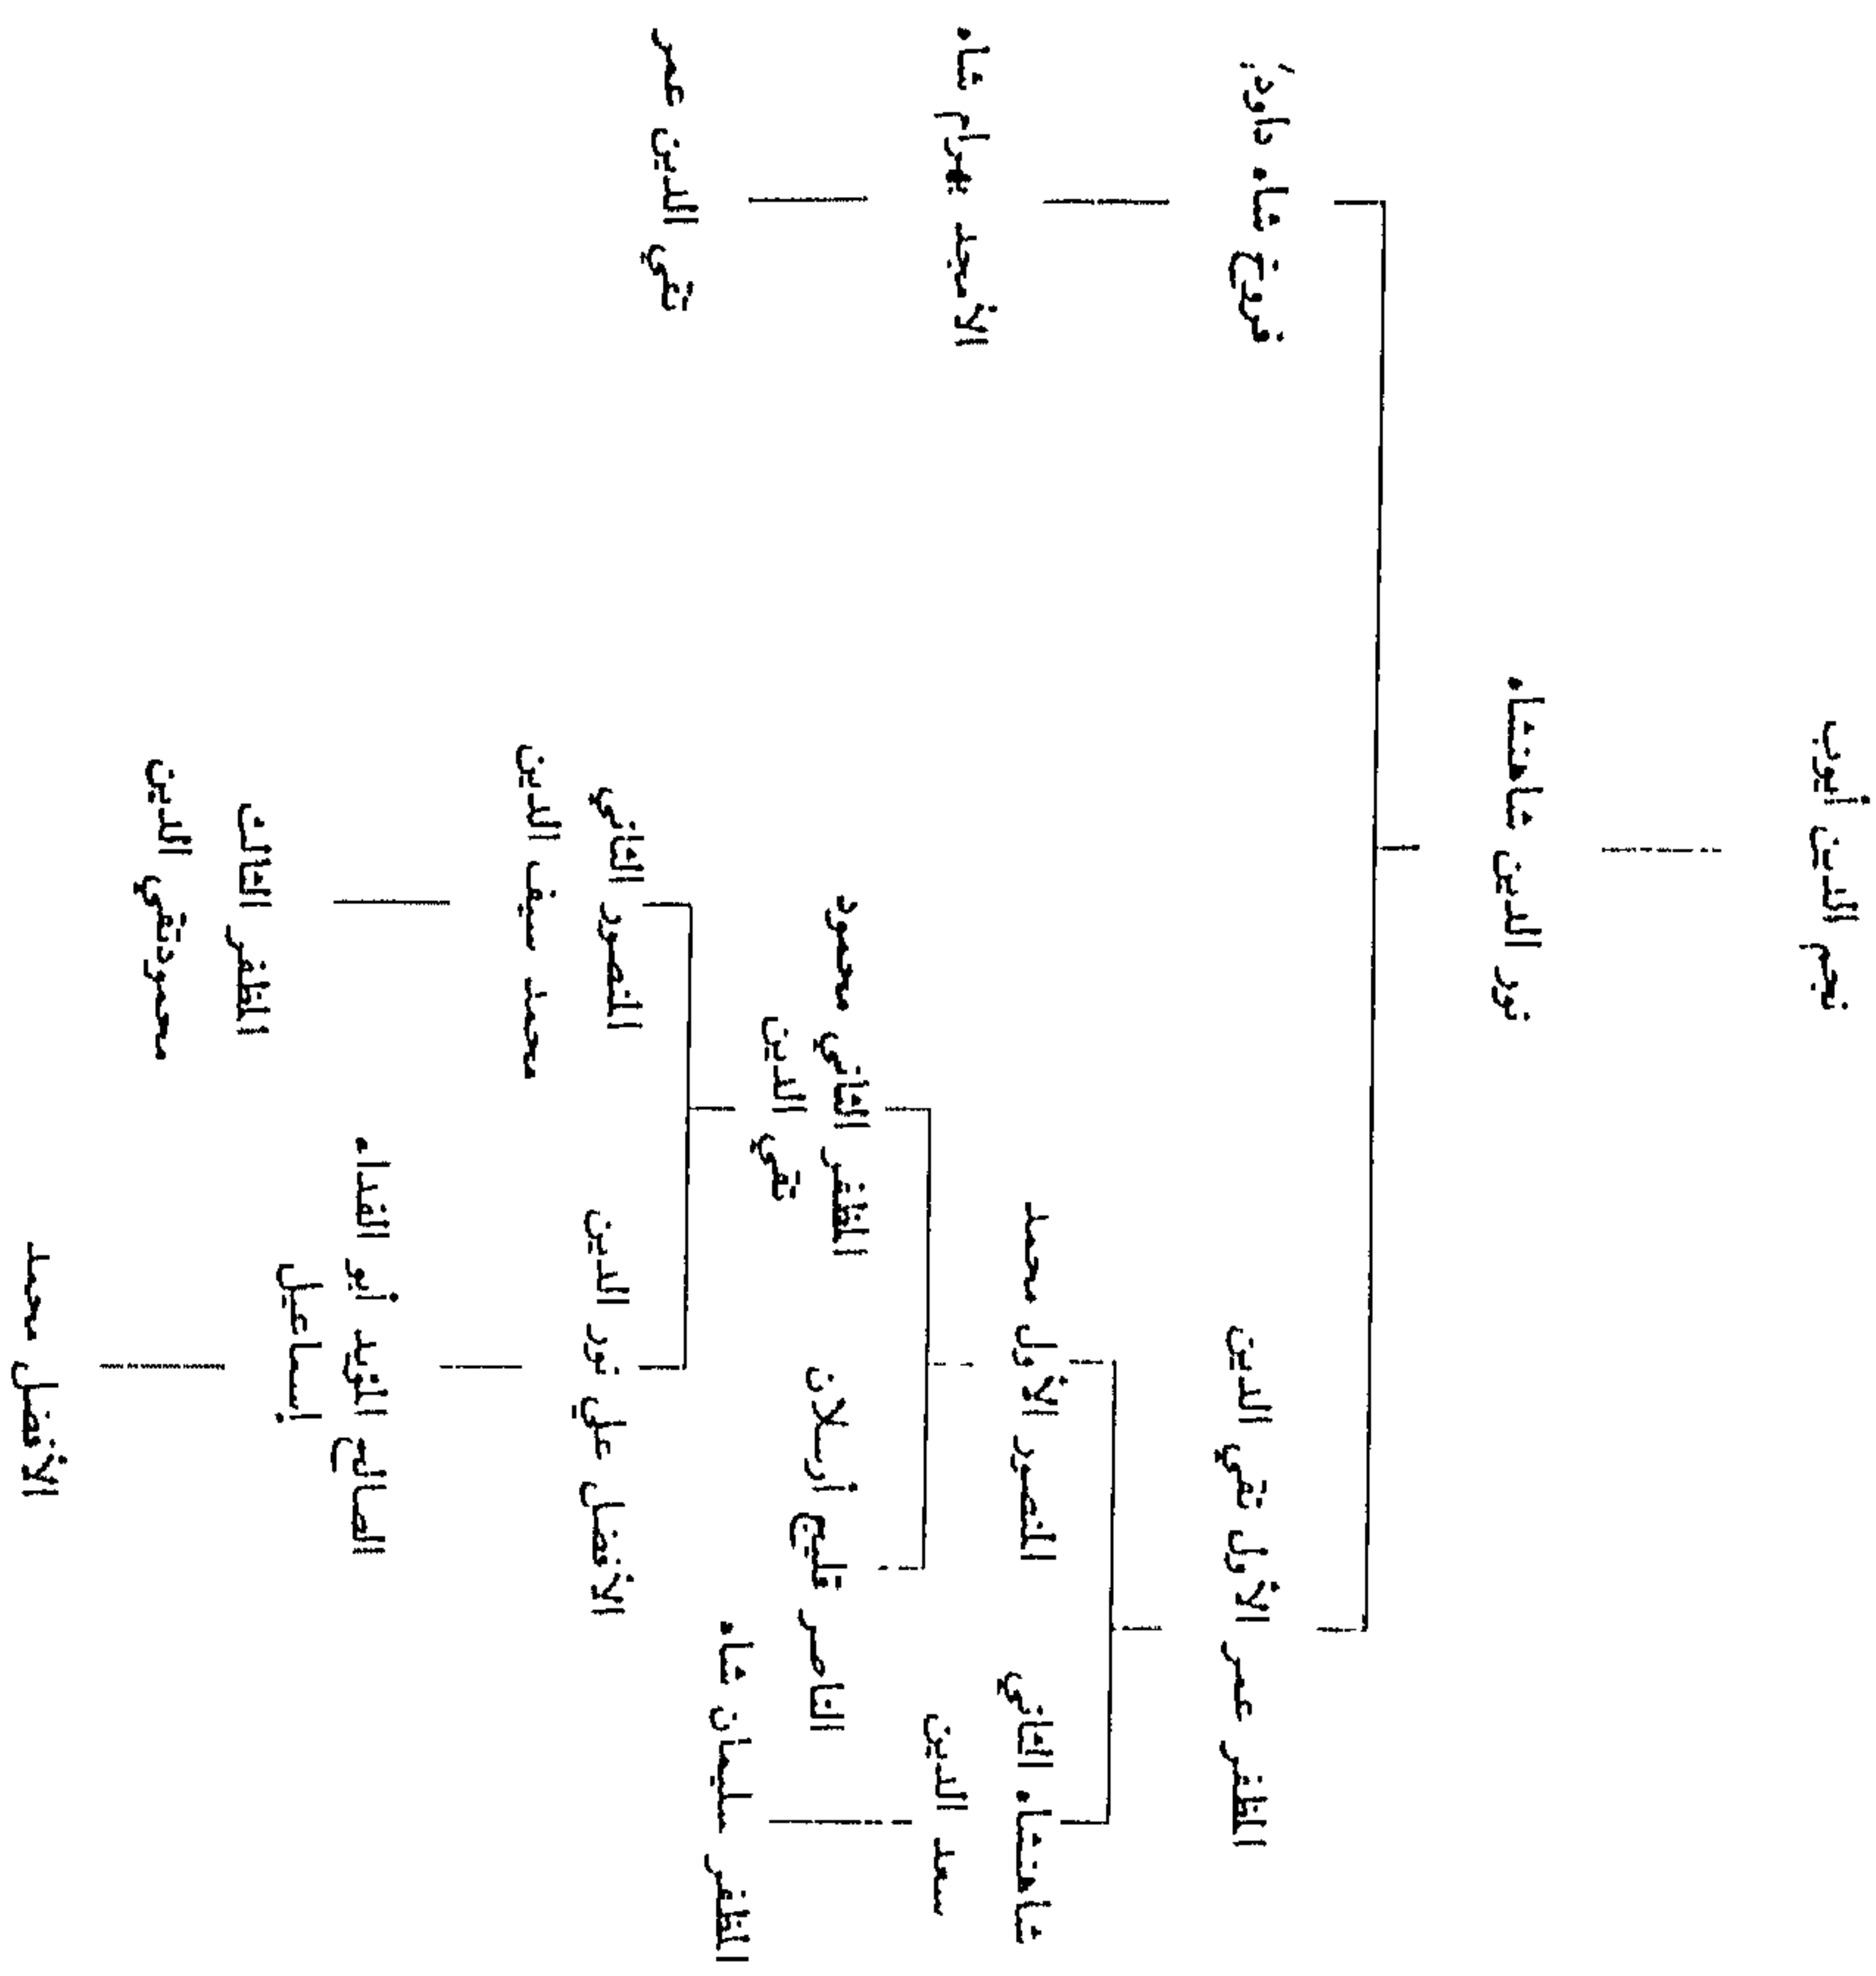 نجم الدين أيوب
نور الدين شاهنشاه
فروخ شاه داود
الأمجد بهرام شاه
تقي الدين عمر
المظفر عمر الأول تقي الدين
المنصور الأول محمد
شاهنشاه الثاني
سعد الدين
المظفر سليمان شاه
المظفر الثاني محمود
تقي الدين
الناصر قليج أرسلان
المنصور الثاني
محمد سيف الدين
الأفضل علي نور الدين
المظفر الثالث
محمود تقي الدين
الصالح المؤيد أبو الفداء
إسماعيل
الأفضل محمد